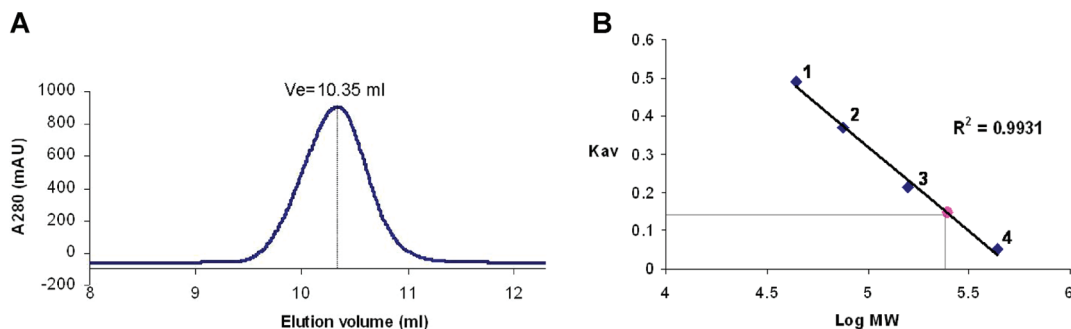 A
Ve=10.35 ml
1000
800
600
400
200
0
-200
A280 (mAU)
8 9 10 11 12
Elution volume (ml)
B
0.6
0.5
0.4
0.3
0.2
0.1
0
Kav
1
2
3
4
R² = 0.9931
4 4.5 5 5.5 6
Log MW